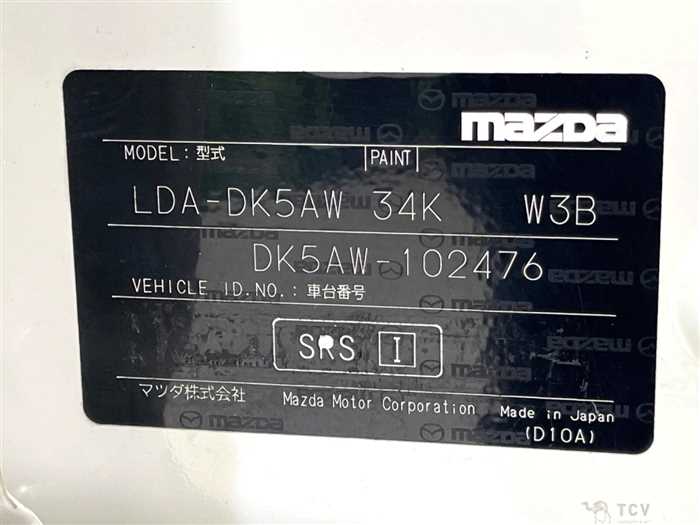 mazda
MODEL: 型式 PAINT
LDA-DK5AW 34K W3B
DK5AW-102476
VEHICLE ID.NO.: 車台番号
SRS I
マツダ株式会社 Mazda Motor Corporation Made in Japan
(D10A)
TCV